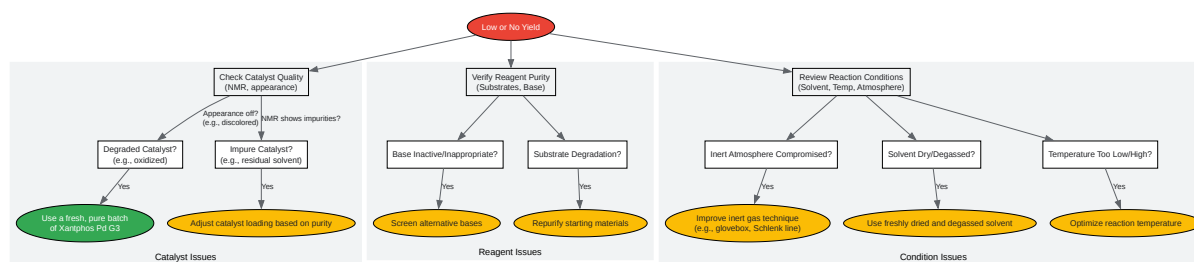 Low or No Yield
Check Catalyst Quality
(NMR, appearance)
Verify Reagent Purity
(Substrates, Base)
Review Reaction Conditions
(Solvent, Temp, Atmosphere)
Appearance off?
(e.g., discolored)
NMR shows impurities?
Degraded Catalyst?
(e.g., oxidized)
Impure Catalyst?
(e.g., residual solvent)
Base Inactive/Inappropriate?
Substrate Degradation?
Inert Atmosphere Compromised?
Solvent Dry/Degassed?
Temperature Too Low/High?
Yes
Yes
Yes
Yes
Yes
Yes
Yes
Use a fresh, pure batch
of Xantphos Pd G3
Adjust catalyst loading based on purity
Screen alternative bases
Repurify starting materials
Improve inert gas technique
(e.g., glovebox, Schlenk line)
Use freshly dried and degassed solvent
Optimize reaction temperature
Catalyst Issues
Reagent Issues
Condition Issues